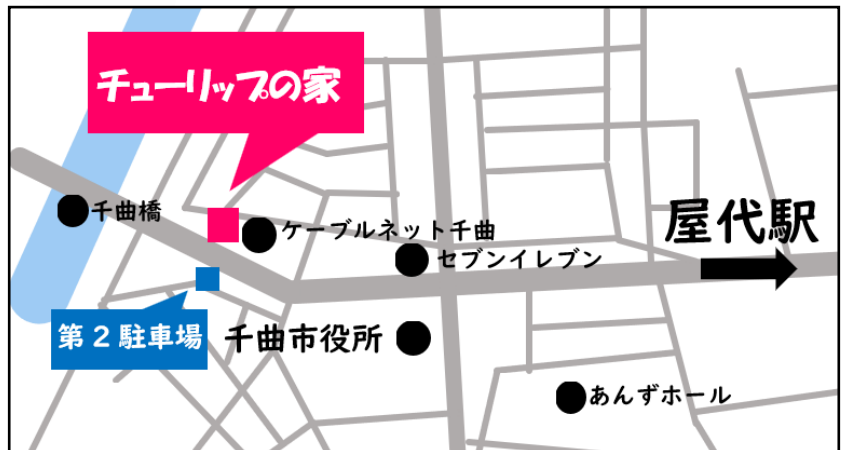 チューリップの家
千曲橋
ケーブルネット千曲
屋代駅
セブンイレブン
第2駐車場
千曲市役所
あんずホール